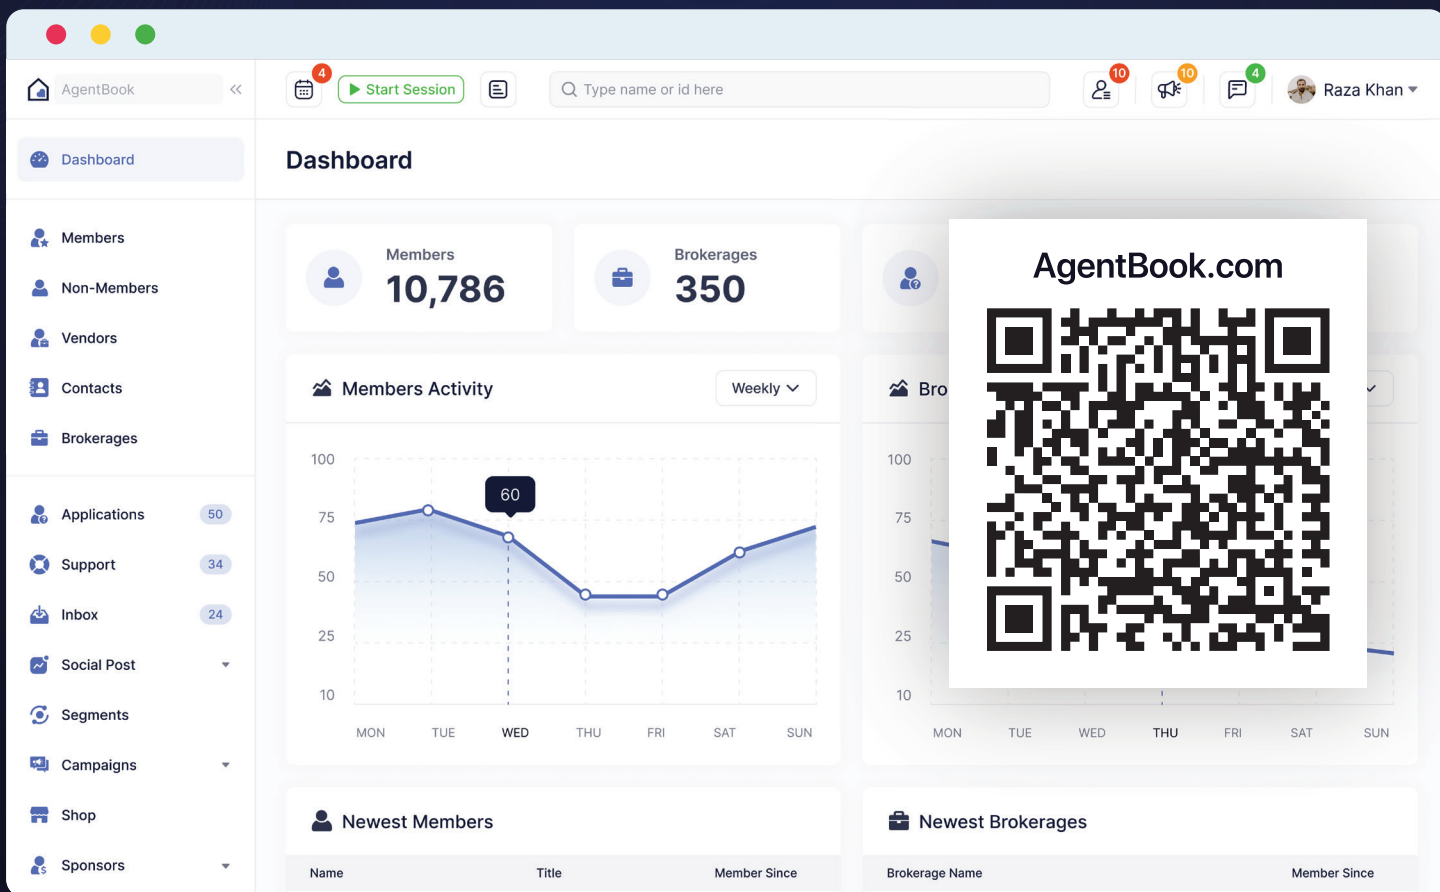 AgentBook
4
Start Session
Type name or id here
10
10
4
Raza Khan
Dashboard
Members
Non-Members
Vendors
Contacts
Brokerages
Applications 50
Support 34
Inbox 24
Social Post
Segments
Campaigns
Shop
Sponsors
Dashboard
Members
10,786
Brokerages
350
Members Activity
Weekly
100
75
60
50
25
10
MON TUE WED THU FRI SAT SUN
Bro
100
75
50
25
10
MON TUE WED THU FRI SAT SUN
AgentBook.com
Newest Members
Name Title Member Since
Newest Brokerages
Brokerage Name Member Since